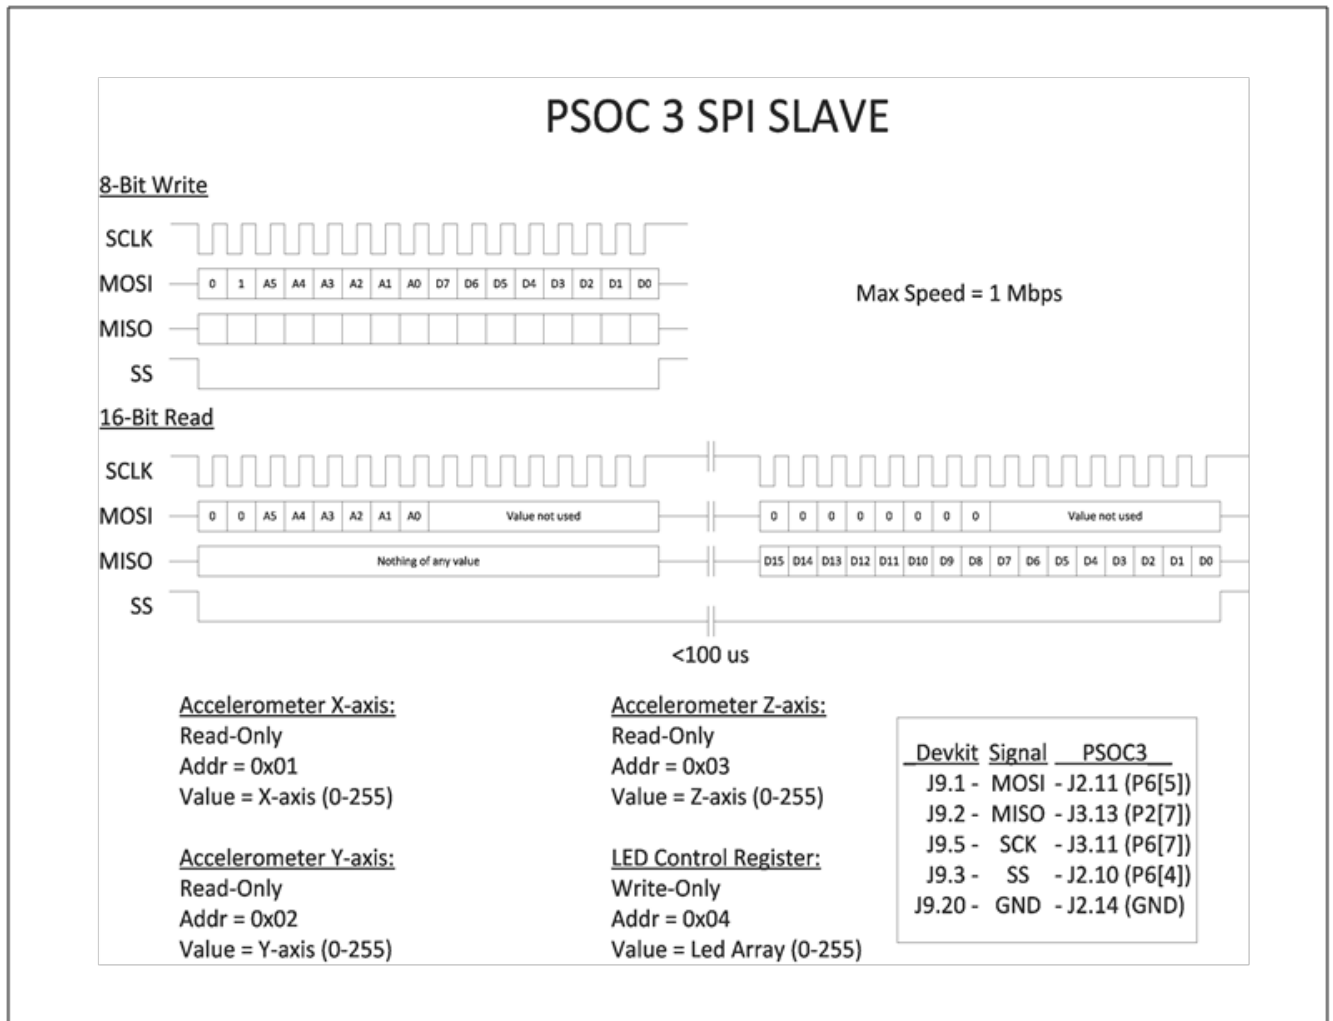 PSOC 3 SPI SLAVE
8-Bit Write
SCLK
MOSI 0 1 A5 A4 A3 A2 A1 A0 D7 D6 D5 D4 D3 D2 D1 D0
Max Speed = 1 Mbps
MISO
SS
16-Bit Read
SCLK
MOSI 0 0 A5 A4 A3 A2 A1 A0 Value not used 0 0 0 0 0 0 0 0 Value not used
MISO Nothing of any value D15 D14 D13 D12 D11 D10 D9 D8 D7 D6 D5 D4 D3 D2 D1 D0
SS
<100 us
Accelerometer X-axis:
Read-Only
Addr = 0x01
Value = X-axis (0-255)
Accelerometer Y-axis:
Read-Only
Addr = 0x02
Value = Y-axis (0-255)
Accelerometer Z-axis:
Read-Only
Addr = 0x03
Value = Z-axis (0-255)
LED Control Register:
Write-Only
Addr = 0x04
Value = Led Array (0-255)
Devkit Signal PSOC3
J9.1 - MOSI - J2.11 (P6[5])
J9.2 - MISO - J3.13 (P2[7])
J9.5 - SCK - J3.11 (P6[7])
J9.3 - SS - J2.10 (P6[4])
J9.20 - GND - J2.14 (GND)